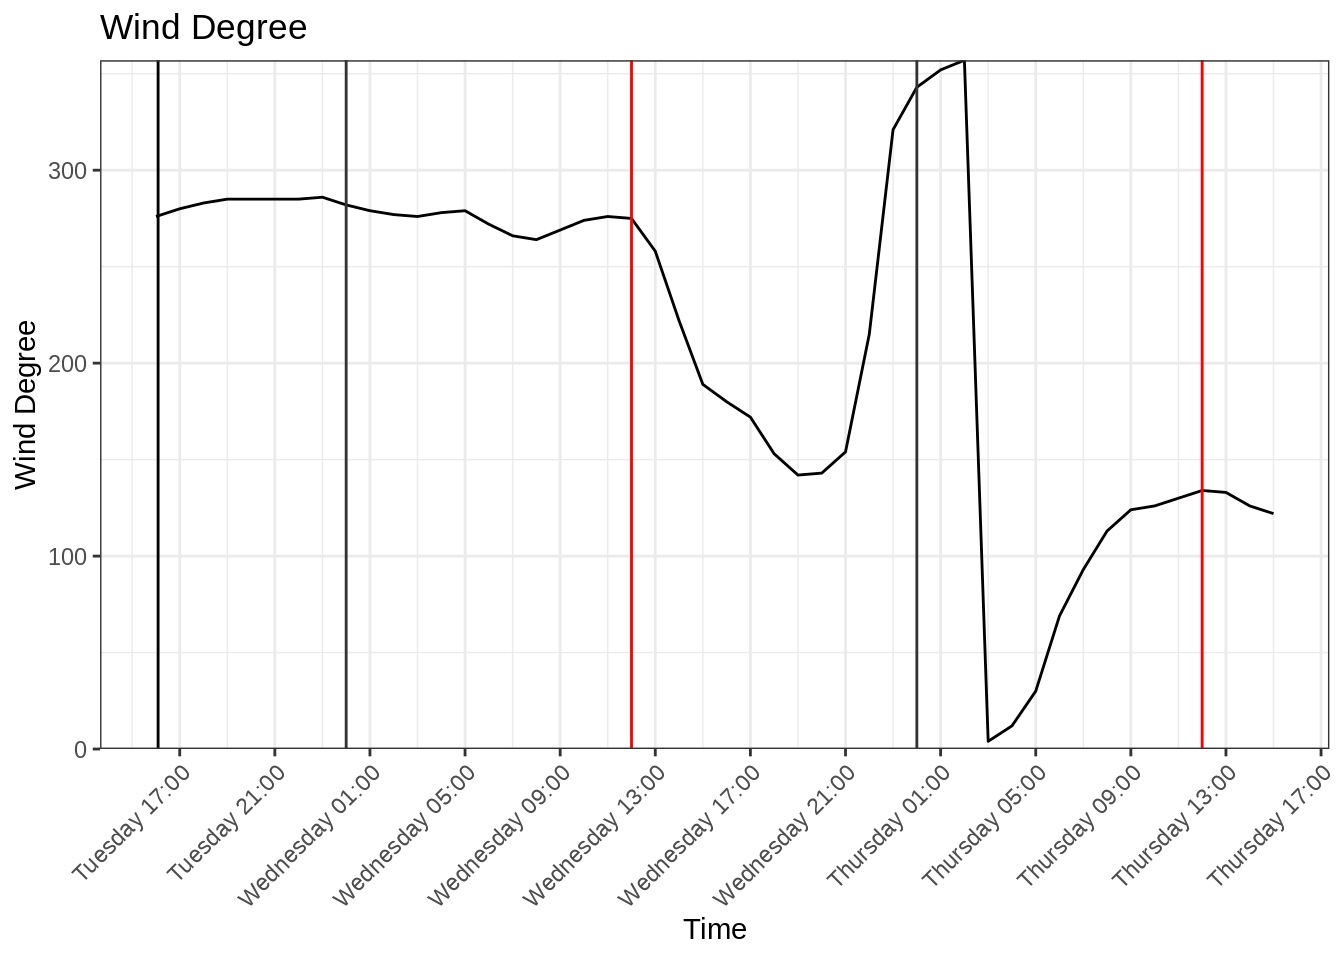 Wind Degree
Wind Degree
300
200
100
0
Tuesday 17:00
Tuesday 21:00
Wednesday 01:00
Wednesday 05:00
Wednesday 09:00
Wednesday 13:00
Wednesday 17:00
Wednesday 21:00
Thursday 01:00
Thursday 05:00
Thursday 09:00
Thursday 13:00
Thursday 17:00
Time